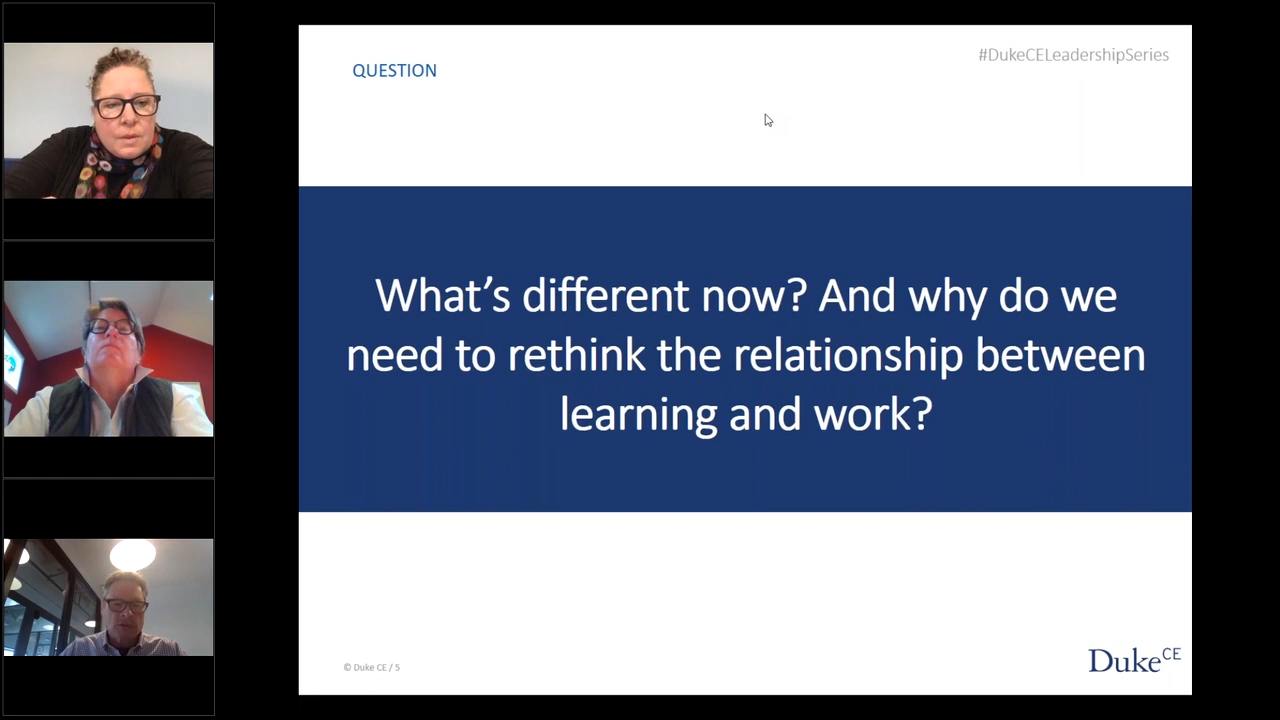 QUESTION
#DukeCELeadershipSeries
What’s different now? And why do we
need to rethink the relationship between
learning and work?
© Duke CE / 5
Duke CE